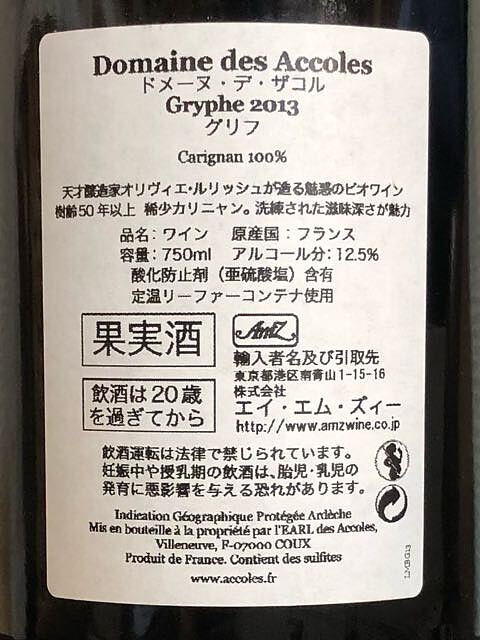 Domaine des Accoles
ドメーヌ・デ・ザコル
Gryphe 2013
グリフ
Carignan 100%
天才醸造家オリヴィエ・ルリッシュが造る魅惑のビオワイン
樹齢50年以上 稀少カリニャン。洗練された滋味深さが魅力
品名：ワイン 原産国：フランス
容量：750ml アルコール分：12.5%
酸化防止剤（亜硫酸塩）含有
定温リーファーコンテナ使用
果実酒
飲酒は20歳
を過ぎてから
AmZ
輸入者名及び引取先
東京都港区南青山1-15-16
株式会社
エイ・エム・ズィー
http://www.amzwine.co.jp
飲酒運転は法律で禁じられています。
妊娠中や授乳期の飲酒は、胎児・乳児の
発育に悪影響を与える恐れがあります。
Indication Géographique Protégée Ardèche
Mis en bouteille à la propriété par l'EARL des Accoles,
Villeneuve, F-07000 COUX
Produit de France. Contient des sulfites
www.accoles.fr